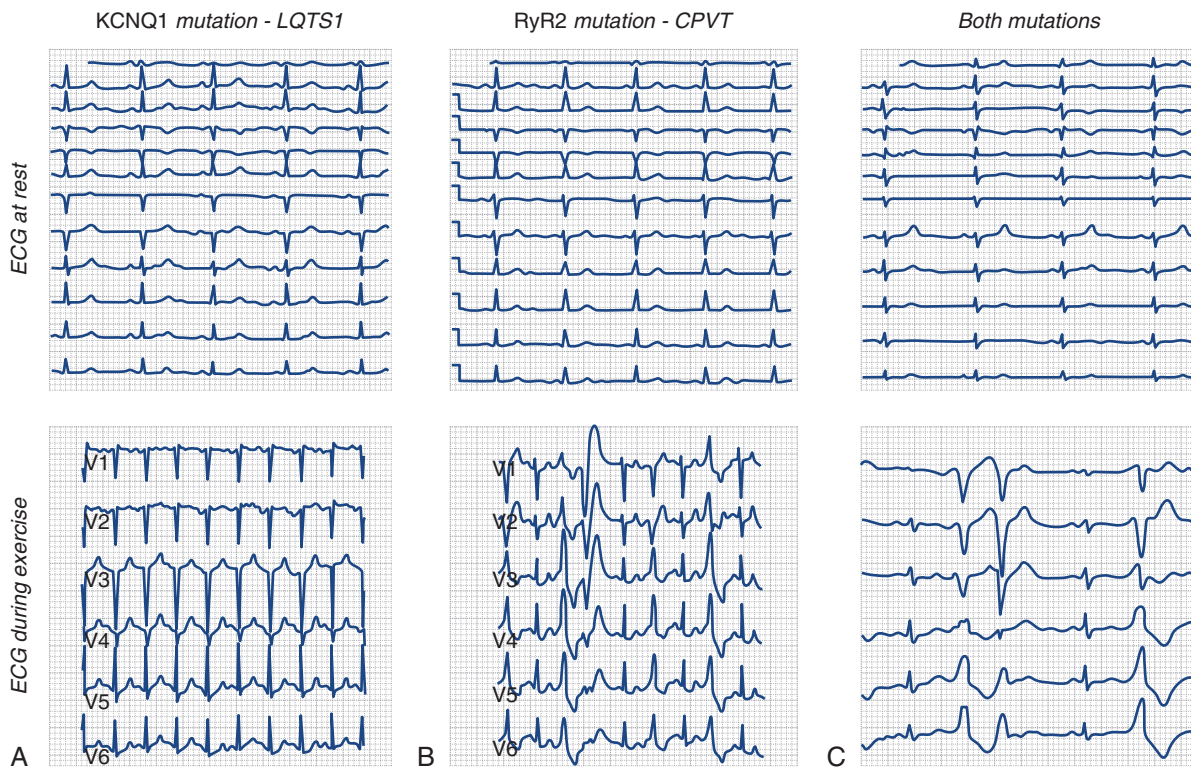 KCNQ1 mutation - LQTS1
RyR2 mutation - CPVT
Both mutations
ECG at rest
ECG during exercise
V1
V2
V3
V4
V5
V6
V1
V2
V3
V4
V5
V6
A
B
C